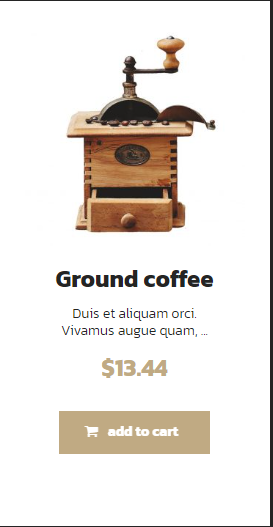 Ground coffee
Duis et aliquam orci.
Vivamus augue quam, ...
$13.44
add to cart